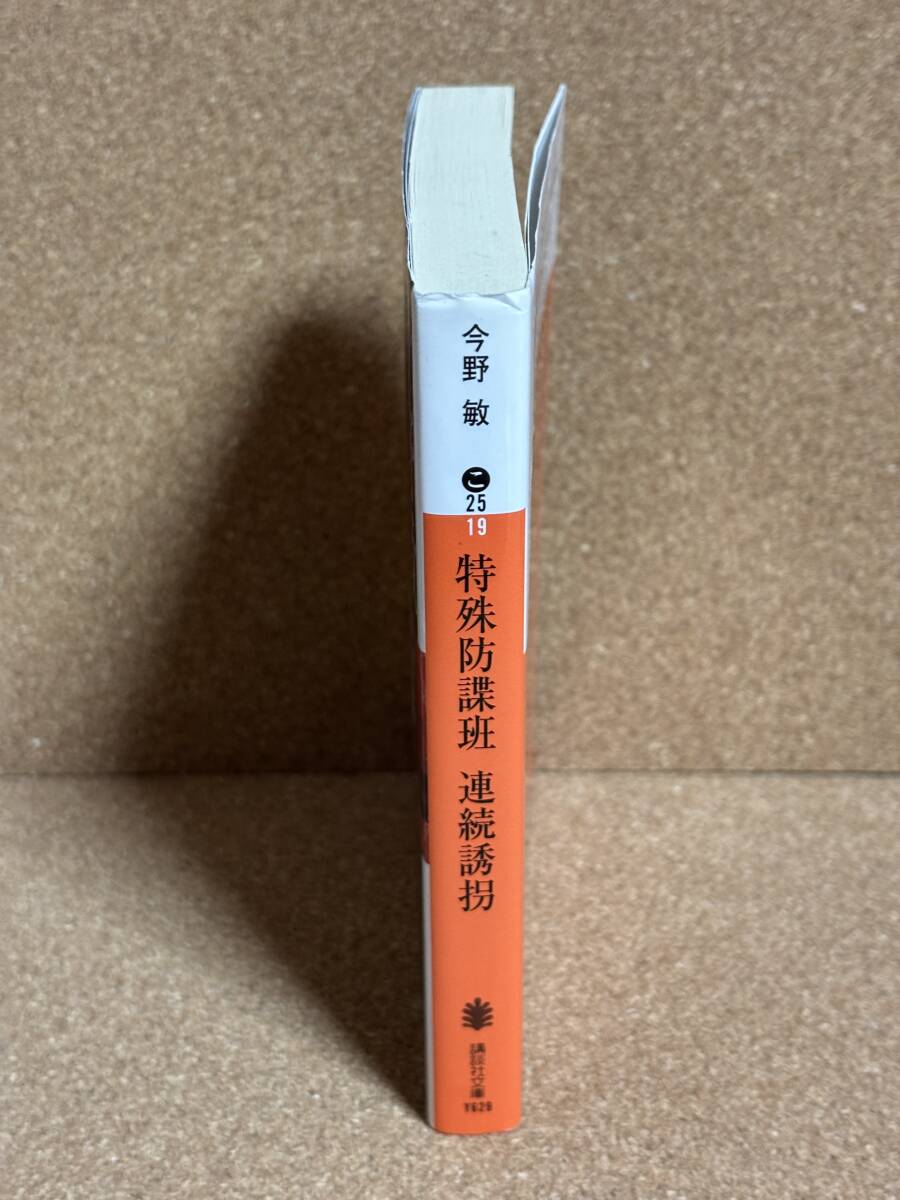 今野 敏
こ
25
19
特殊防諜班 連続誘拐
講談社文庫
¥629